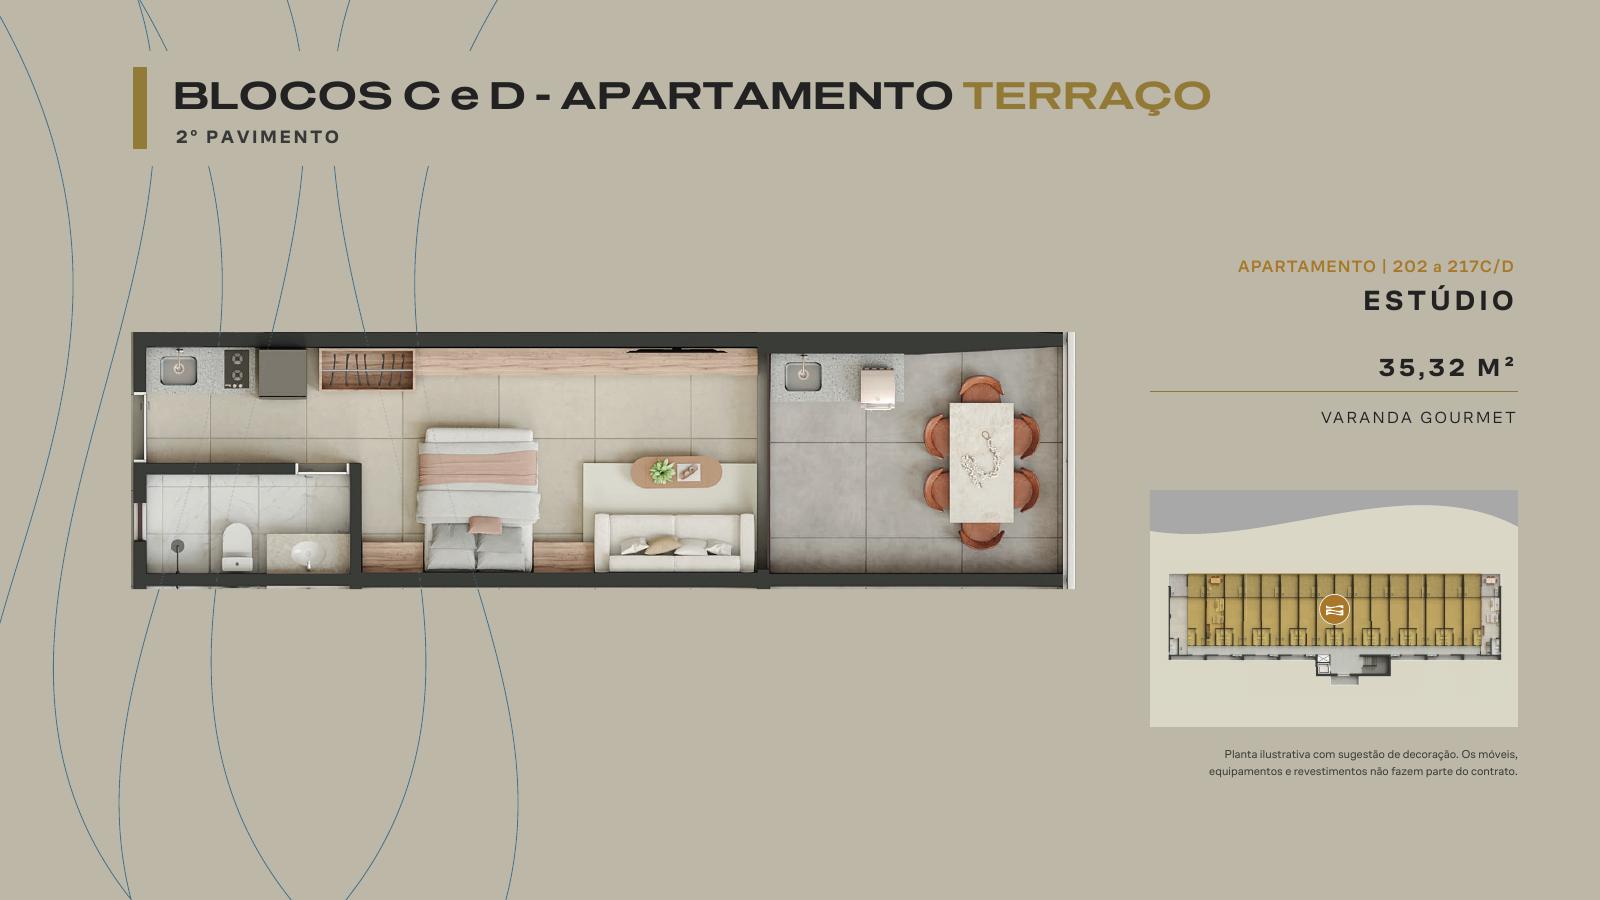 BLOCOS C e D - APARTAMENTO TERRAÇO
2º PAVIMENTO
APARTAMENTO | 202 a 217C/D
ESTÚDIO
35,32 M²
VARANDA GOURMET
Planta ilustrativa com sugestão de decoração. Os móveis,
equipamentos e revestimentos não fazem parte do contrato.